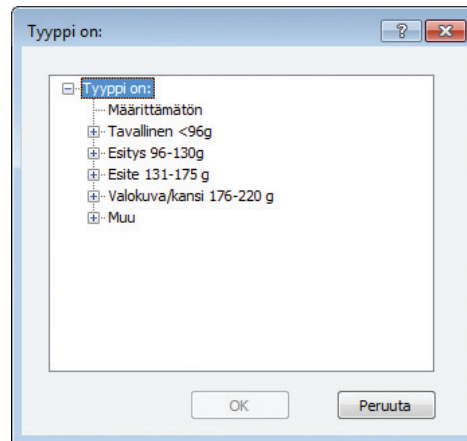 Tyyppi on:
Tyyppi on:
Määrittämätön
Tavallinen <96g
Esitys 96-130g
Esite 131-175 g
Valokuva/kansi 176-220 g
Muu
OK Peruuta